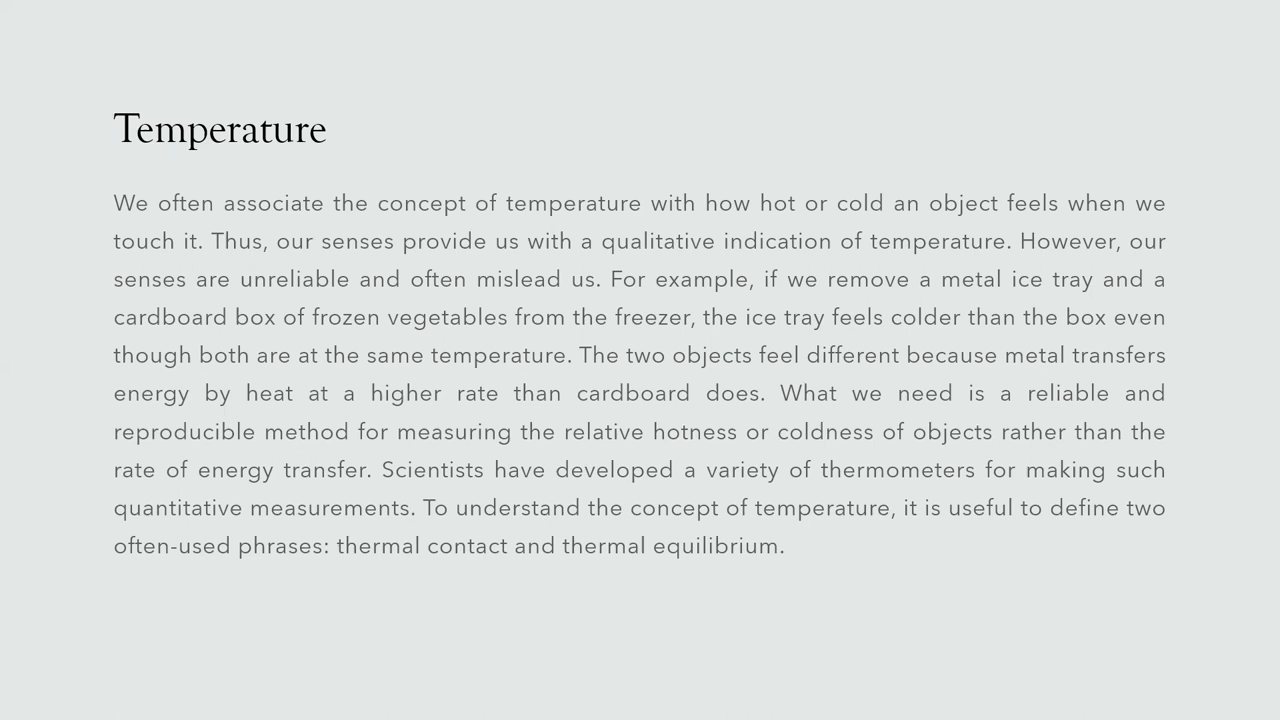 Temperature
We often associate the concept of temperature with how hot or cold an object feels when we
touch it. Thus, our senses provide us with a qualitative indication of temperature. However, our
senses are unreliable and often mislead us. For example, if we remove a metal ice tray and a
cardboard box of frozen vegetables from the freezer, the ice tray feels colder than the box even
though both are at the same temperature. The two objects feel different because metal transfers
energy by heat at a higher rate than cardboard does. What we need is a reliable and
reproducible method for measuring the relative hotness or coldness of objects rather than the
rate of energy transfer. Scientists have developed a variety of thermometers for making such
quantitative measurements. To understand the concept of temperature, it is useful to define two
often-used phrases: thermal contact and thermal equilibrium.